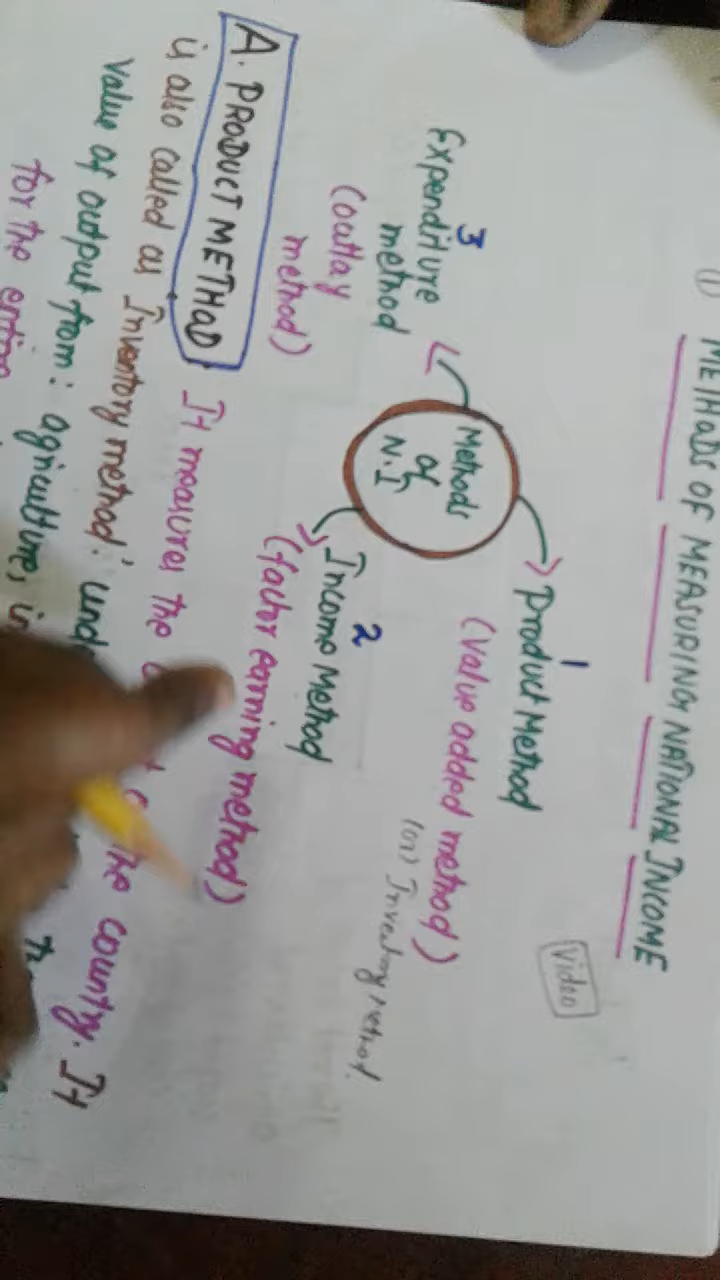 (1) METHODS OF MEASURING NATIONAL INCOME
Video
1
Product Method
(Value added method)
(or) Inventory method.
Methods
of
N.I
3
Expenditure
method
(outlay
method)
2
Income Method
(factor earning method)
A. PRODUCT METHOD It measures the the country. It
is also called as 'Inventory method'.
Value of output from: agriculture,
for the